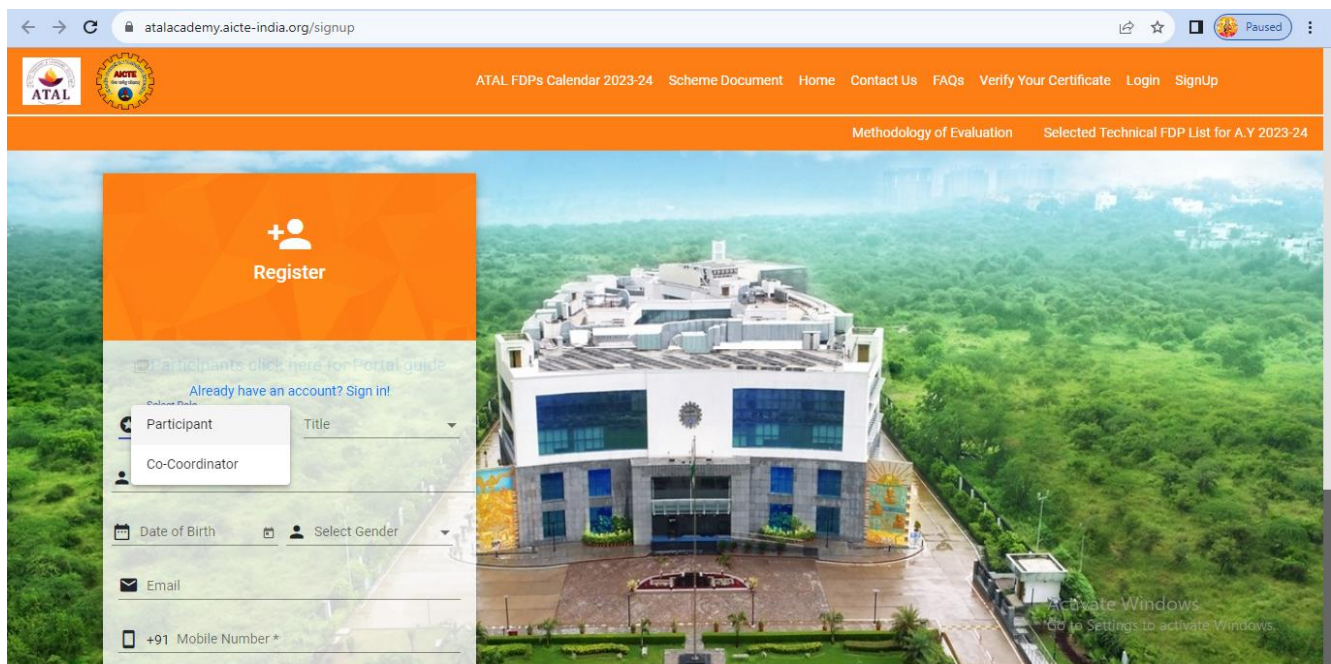 atalacademy.aicte-india.org/signup
Paused
ATAL
AICTE
ATAL FDPs Calendar 2023-24 Scheme Document Home Contact Us FAQs Verify Your Certificate Login SignUp
Methodology of Evaluation Selected Technical FDP List for A.Y 2023-24
Register
Participants click here for Portal guide
Already have an account? Sign in!
Select Role
Participant
Title
Co-Coordinator
Date of Birth
Select Gender
Email
+91 Mobile Number *
Activate Windows
Go to Settings to activate Windows.